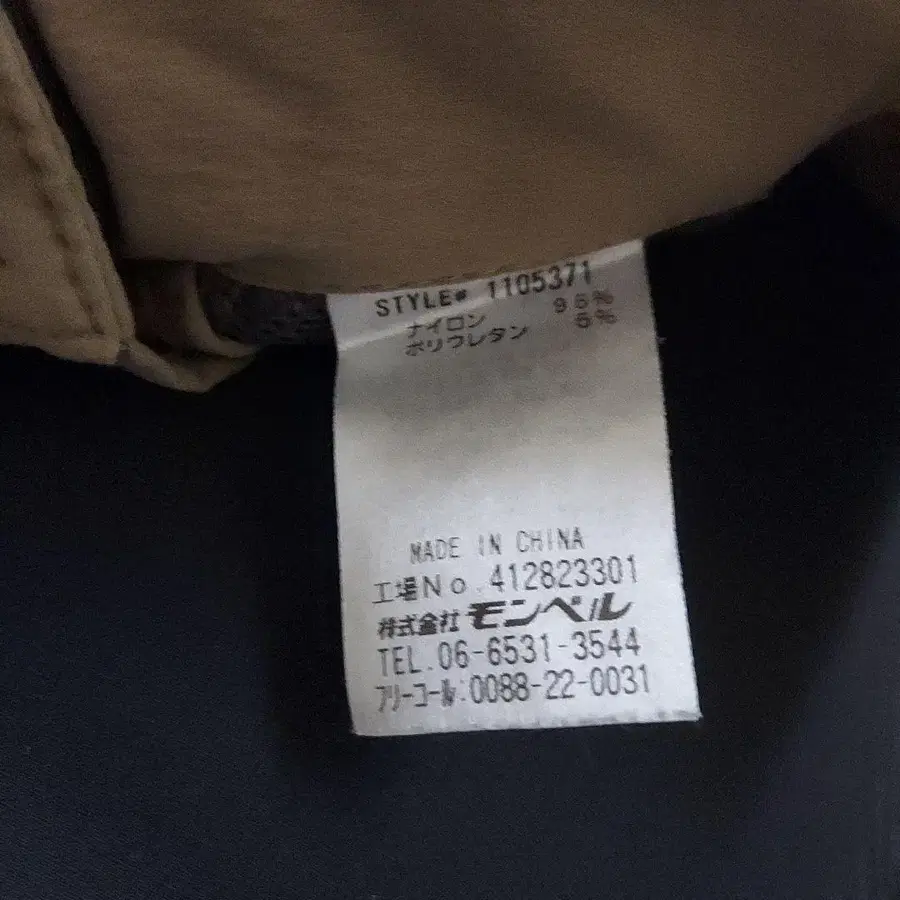 STYLE# 1105371
ナイロン 95%
ポリウレタン 5%
MADE IN CHINA
工場No.412823301
株式会社モンベル
TEL.06-6531-3544
フリーコール:0088-22-0031